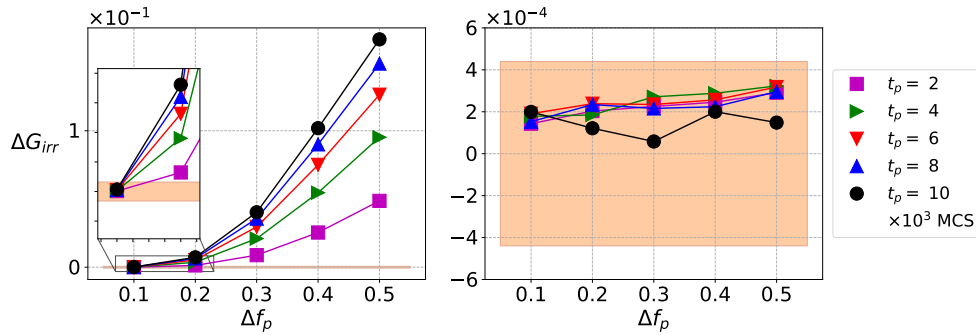 ×10⁻¹
ΔG_irr
1
0
0.1 0.2 0.3 0.4 0.5
Δf_p
×10⁻⁴
6
4
2
0
−2
−4
−6
0.1 0.2 0.3 0.4 0.5
Δf_p
t_p = 2
t_p = 4
t_p = 6
t_p = 8
t_p = 10
×10³ MCS